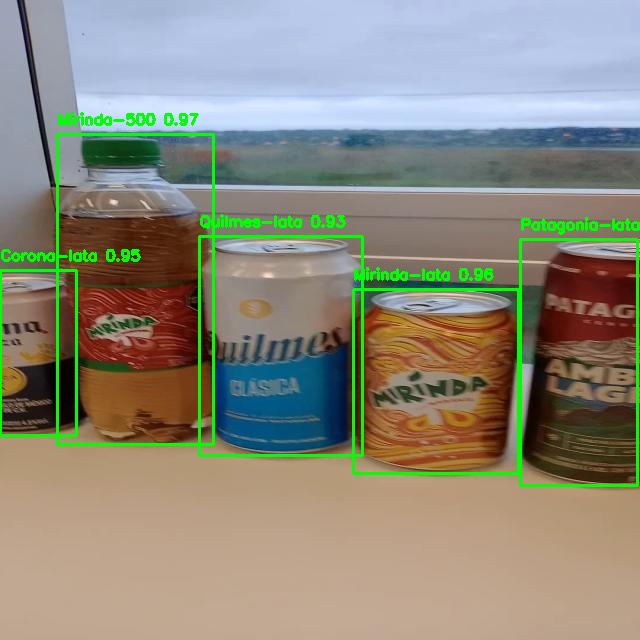 Mirinda-500 0.97
Quilmes-lata 0.93
Patagonia-lata
Corona-lata 0.95
Mirinda-lata 0.96
na
MIRINDA
Quilmes
CLÁSICA
MIRINDA
PATAG
AMB
LAG